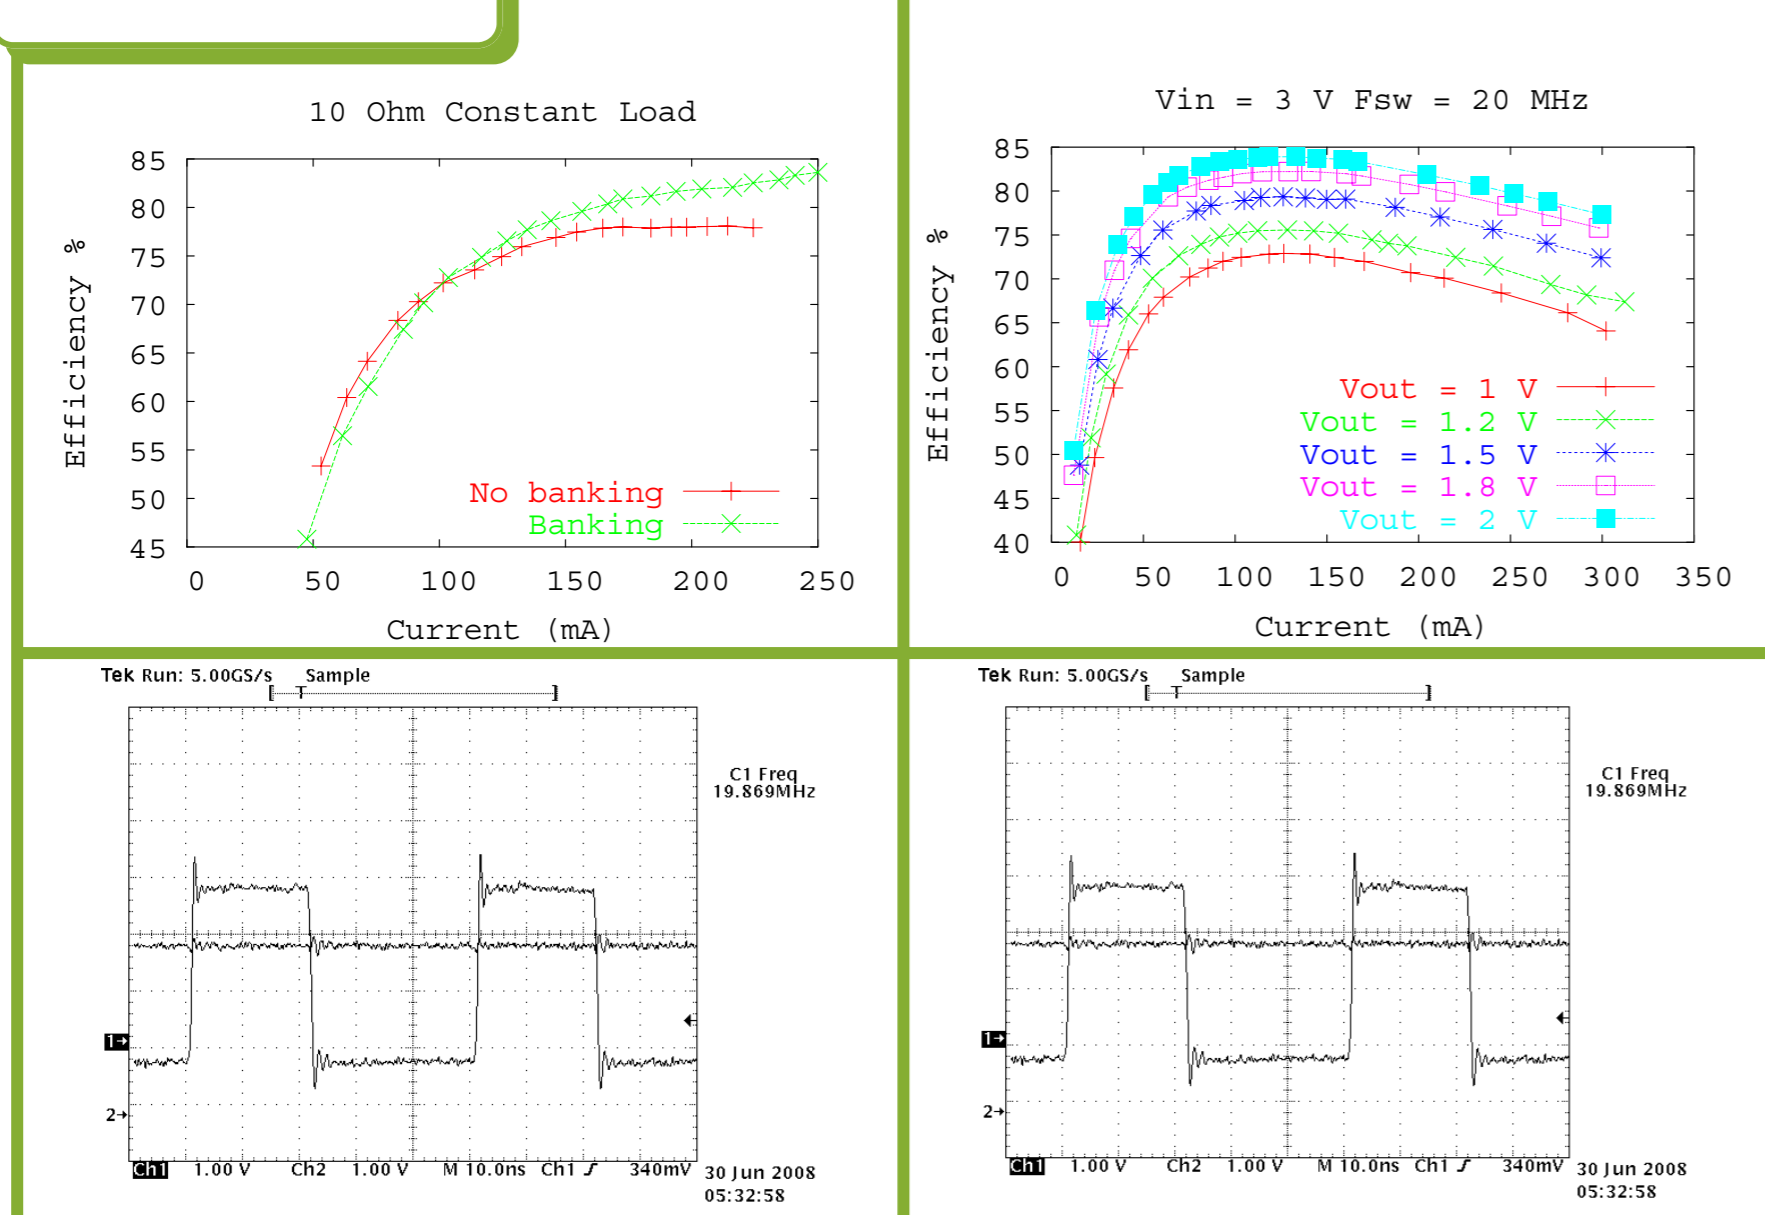 10 Ohm Constant Load
85
80
75
70
65
60
55
50
45
Efficiency %
No banking
Banking
0 50 100 150 200 250
Current (mA)
Vin = 3 V Fsw = 20 MHz
85
80
75
70
65
60
55
50
45
40
Efficiency %
Vout = 1 V
Vout = 1.2 V
Vout = 1.5 V
Vout = 1.8 V
Vout = 2 V
0 50 100 150 200 250 300 350
Current (mA)
Tek Run: 5.00GS/s Sample
T
C1 Freq
19.869MHz
1→
2→
Ch1 1.00 V Ch2 1.00 V M 10.0ns Ch1 340mV
30 Jun 2008
05:32:58
Tek Run: 5.00GS/s Sample
T
C1 Freq
19.869MHz
1→
2→
Ch1 1.00 V Ch2 1.00 V M 10.0ns Ch1 340mV
30 Jun 2008
05:32:58